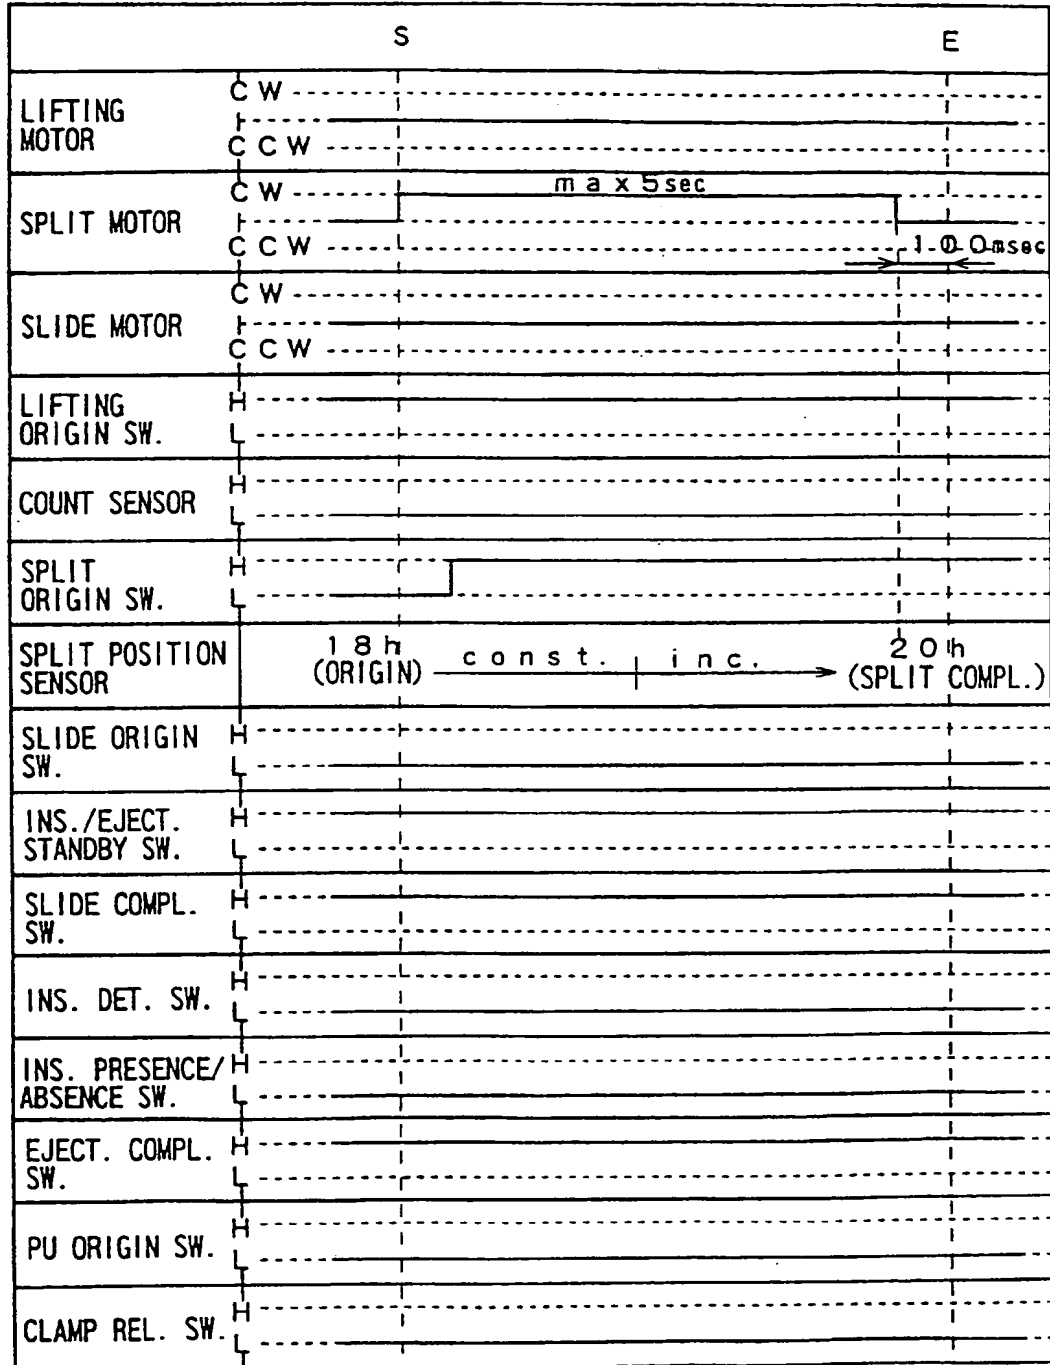 S E
LIFTING
MOTOR
CW
CCW
SPLIT MOTOR
CW
max 5sec
CCW
100msec
SLIDE MOTOR
CW
CCW
LIFTING
ORIGIN SW.
H
L
COUNT SENSOR
H
L
SPLIT
ORIGIN SW.
H
L
SPLIT POSITION
SENSOR
18h
(ORIGIN)
const. inc.
20h
(SPLIT COMPL.)
SLIDE ORIGIN
SW.
H
L
INS./EJECT.
STANDBY SW.
H
L
SLIDE COMPL.
SW.
H
L
INS. DET. SW.
H
L
INS. PRESENCE/
ABSENCE SW.
H
L
EJECT. COMPL.
SW.
H
L
PU ORIGIN SW.
H
L
CLAMP REL. SW.
H
L